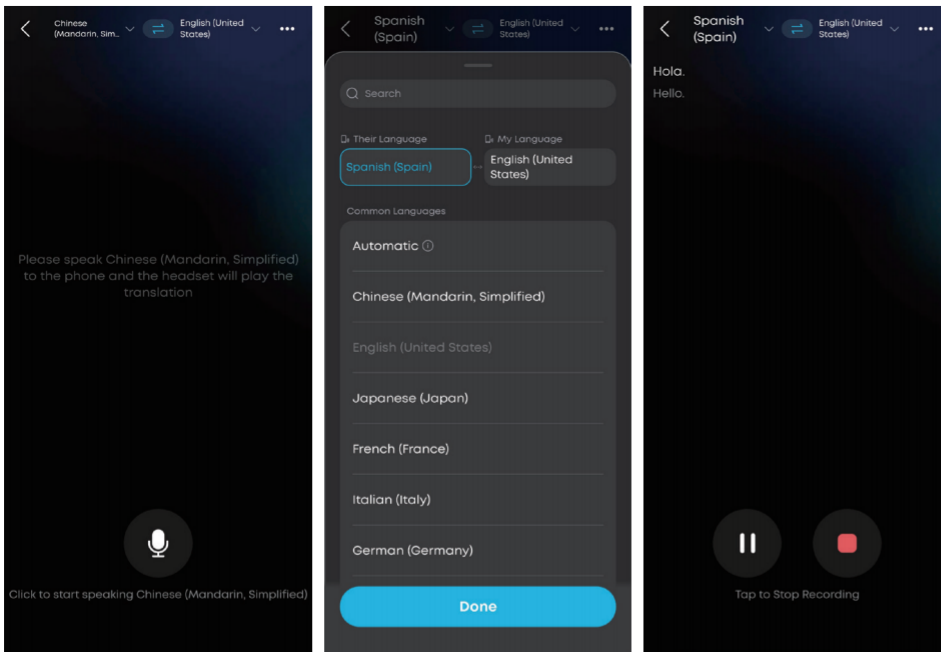 Chinese
(Mandarin, Sim...
English (United
States)
Please speak Chinese (Mandarin, Simplified)
to the phone and the headset will play the
translation
Click to start speaking Chinese (Mandarin, Simplified)
Spanish
(Spain)
English (United
States)
Search
Their Language
My Language
Spanish (Spain)
English (United
States)
Common Languages
Automatic
Chinese (Mandarin, Simplified)
English (United States)
Japanese (Japan)
French (France)
Italian (Italy)
German (Germany)
Done
Spanish
(Spain)
English (United
States)
Hola.
Hello.
Tap to Stop Recording